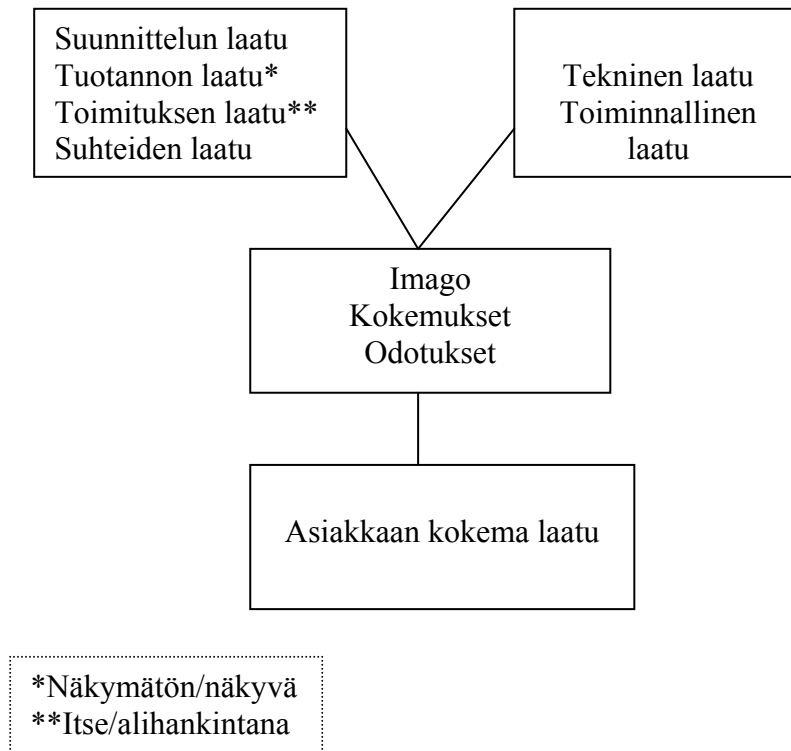 Suunnittelun laatu
Tuotannon laatu*
Toimituksen laatu**
Suhteiden laatu
Tekninen laatu
Toiminnallinen
laatu
Imago
Kokemukset
Odotukset
Asiakkaan kokema laatu
*Näkymätön/näkyvä
**Itse/alihankintana